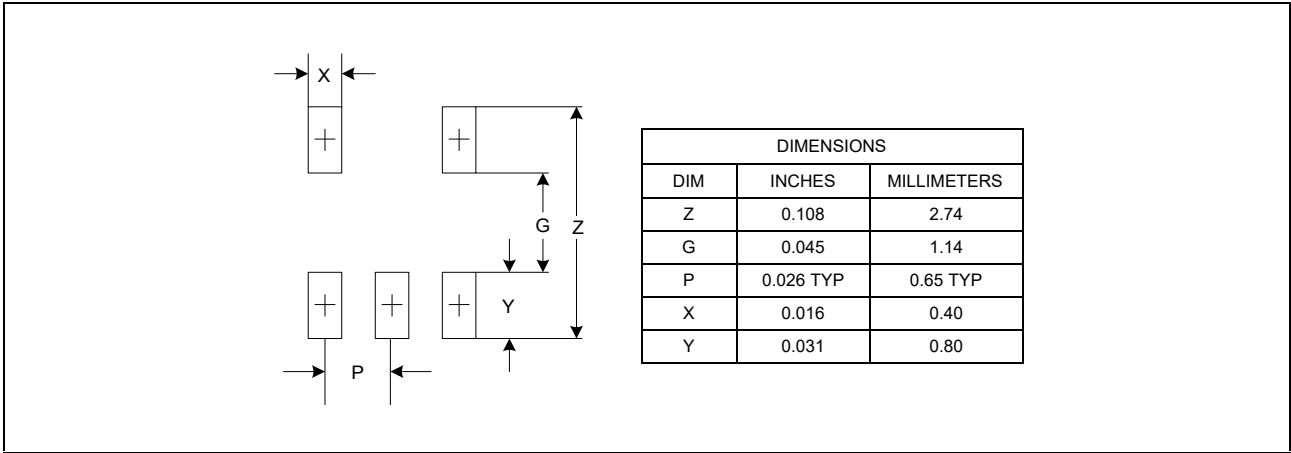 X
G
Z
Y
P
DIMENSIONS
DIM INCHES MILLIMETERS
Z 0.108 2.74
G 0.045 1.14
P 0.026 TYP 0.65 TYP
X 0.016 0.40
Y 0.031 0.80